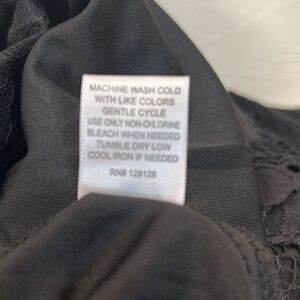 MACHINE WASH COLD
WITH LIKE COLORS
GENTLE CYCLE
USE ONLY NON-CHLORINE
BLEACH WHEN NEEDED
TUMBLE DRY LOW
COOL IRON IF NEEDED
RN# 129128